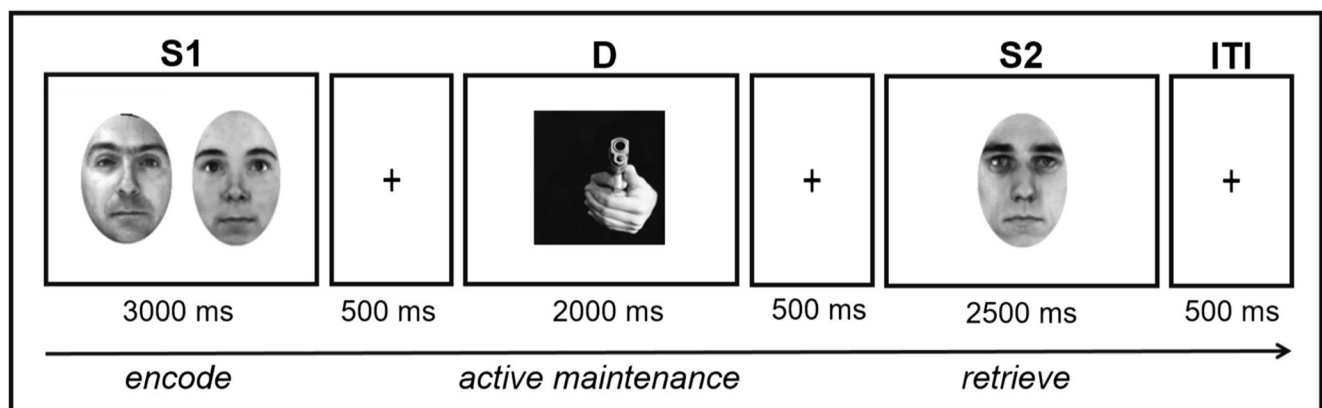 S1 D S2 ITI
+ + +
3000 ms 500 ms 2000 ms 500 ms 2500 ms 500 ms
encode active maintenance retrieve